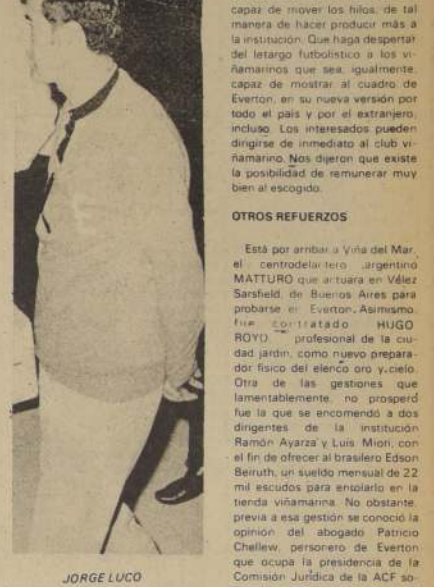 capaz de mover los hilos, de tal
manera de hacer producir más a
la institución. Que haga despertar
del letargo futbolístico a los vi-
ñamarinos que sea, igualmente,
capaz de mostrar al cuadro de
Everton, en su nueva versión por
todo el país y por el extranjero,
incluso. Los interesados pueden
dirigirse de inmediato al club vi-
ñamarino. Nos dijeron que existe
la posibilidad de remunerar muy
bien al escogido.
OTROS REFUERZOS
Está por arribar a Viña del Mar,
el centrodelantero argentino
MATTURO que actuara en Vélez
Sarsfield, de Buenos Aires para
probarse en Everton. Asimismo,
fue contratado HUGO
ROYO profesional de la ciu-
dad jardín, como nuevo prepara-
dor físico del elenco oro y cielo.
Otra de las gestiones que
lamentablemente, no prosperó
fue la que se encomendó a dos
dirigentes de la institución
Ramón Ayarza y Luis Miori, con
el fin de ofrecer al brasilero Edson
Beiruth, un sueldo mensual de 22
mil escudos para enrolarlo en la
tienda viñamarina. No obstante,
previa a esa gestión se conoció la
opinión del abogado Patricio
Chellew, personero de Everton
que ocupa la presidencia de la
Comisión Jurídica de la ACF so-
JORGE LUCO